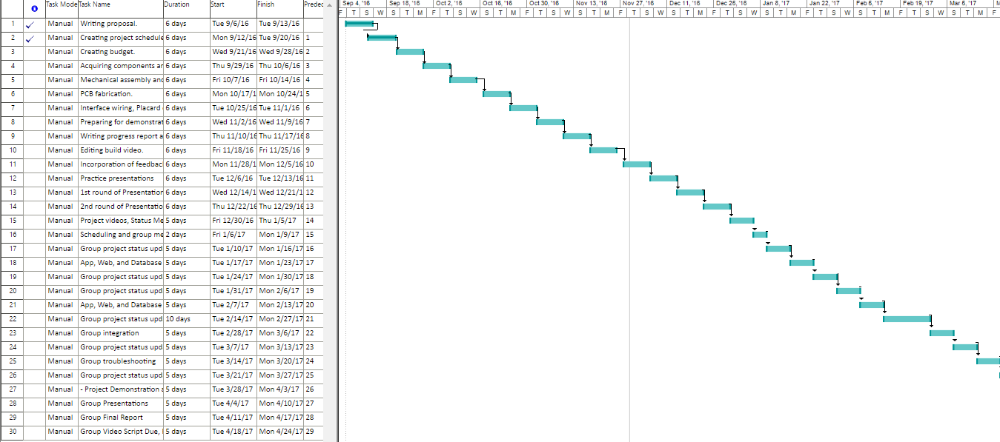 Task Mode Task Name Duration Start Finish Predec
1 Manual Writing proposal. 6 days Tue 9/6/16 Tue 9/13/16
2 Manual Creating project schedule 6 days Mon 9/12/16 Tue 9/20/16 1
3 Manual Creating budget. 6 days Wed 9/21/16 Wed 9/28/16 2
4 Manual Acquiring components ar 6 days Thu 9/29/16 Thu 10/6/16 3
5 Manual Mechanical assembly and 6 days Fri 10/7/16 Fri 10/14/16 4
6 Manual PCB fabrication. 6 days Mon 10/17/1 Mon 10/24/1 5
7 Manual Interface wiring, Placard 6 days Tue 10/25/16 Tue 11/1/16 6
8 Manual Preparing for demonstrat 6 days Wed 11/2/16 Wed 11/9/16 7
9 Manual Writing progress report a 6 days Thu 11/10/16 Thu 11/17/16 8
10 Manual Editing build video. 6 days Fri 11/18/16 Fri 11/25/16 9
11 Manual Incorporation of feedbac 6 days Mon 11/28/1 Mon 12/5/16 10
12 Manual Practice presentations 6 days Tue 12/6/16 Tue 12/13/16 11
13 Manual 1st round of Presentation 6 days Wed 12/14/1 Wed 12/21/1 12
14 Manual 2nd round of Presentatio 6 days Thu 12/22/16 Thu 12/29/16 13
15 Manual Project videos, Status Me 5 days Fri 12/30/16 Thu 1/5/17 14
16 Manual Scheduling and group me 2 days Fri 1/6/17 Mon 1/9/17 15
17 Manual Group project status upd 5 days Tue 1/10/17 Mon 1/16/17 16
18 Manual App, Web, and Database 5 days Tue 1/17/17 Mon 1/23/17 17
19 Manual Group project status upd 5 days Tue 1/24/17 Mon 1/30/17 18
20 Manual Group project status upd 5 days Tue 1/31/17 Mon 2/6/17 19
21 Manual App, Web, and Database 5 days Tue 2/7/17 Mon 2/13/17 20
22 Manual Group project status upd 10 days Tue 2/14/17 Mon 2/27/17 21
23 Manual Group integration 5 days Tue 2/28/17 Mon 3/6/17 22
24 Manual Group project status upd 5 days Tue 3/7/17 Mon 3/13/17 23
25 Manual Group troubleshooting 5 days Tue 3/14/17 Mon 3/20/17 24
26 Manual Group project status upd 5 days Tue 3/21/17 Mon 3/27/17 25
27 Manual - Project Demonstration a 5 days Tue 3/28/17 Mon 4/3/17 26
28 Manual Group Presentations 5 days Tue 4/4/17 Mon 4/10/17 27
29 Manual Group Final Report 5 days Tue 4/11/17 Mon 4/17/17 28
30 Manual Group Video Script Due, 5 days Tue 4/18/17 Mon 4/24/17 29
Sep 4, '16 Sep 18, '16 Oct 2, '16 Oct 16, '16 Oct 30, '16 Nov 13, '16 Nov 27, '16 Dec 11, '16 Dec 25, '16 Jan 8, '17 Jan 22, '17 Feb 5, '17 Feb 19, '17 Mar 5, '17 M
F T S W S T M F T S W S T M F T S W S T M F T S W S T M F T S W S T M F T S W S T M F T S W S T M F